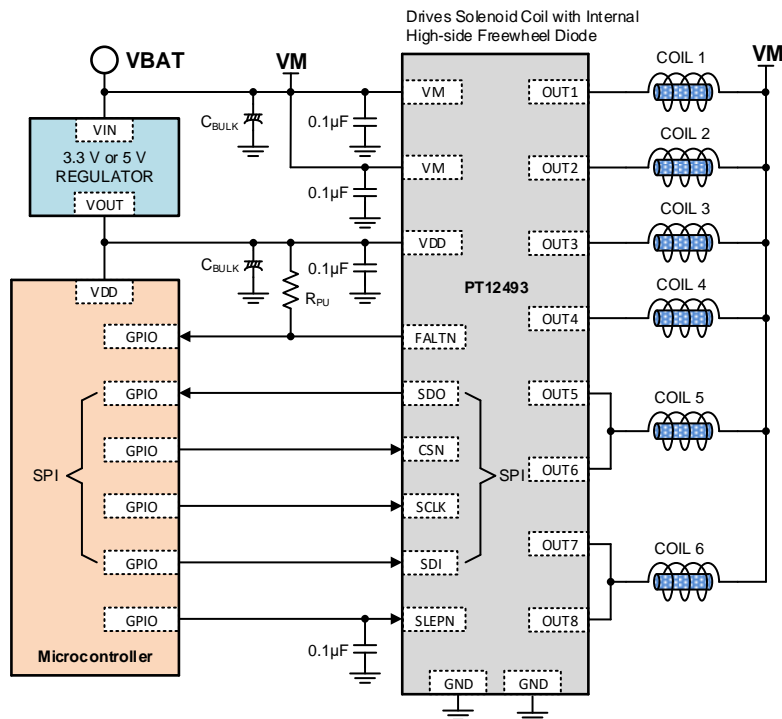 Drives Solenoid Coil with Internal
High-side Freewheel Diode
VBAT
VM
COIL 1
VM
VM
OUT1
CBULK
0.1µF
VIN
3.3 V or 5 V
REGULATOR
VOUT
COIL 2
VM
OUT2
0.1µF
COIL 3
VDD
OUT3
CBULK
0.1µF
RPU
PT12493
VDD
COIL 4
OUT4
GPIO
FALTN
GPIO
SDO
OUT5
COIL 5
GPIO
CSN
OUT6
SPI
SPI
GPIO
SCLK
OUT7
COIL 6
GPIO
SDI
GPIO
SLEPN
OUT8
0.1µF
Microcontroller
GND
GND